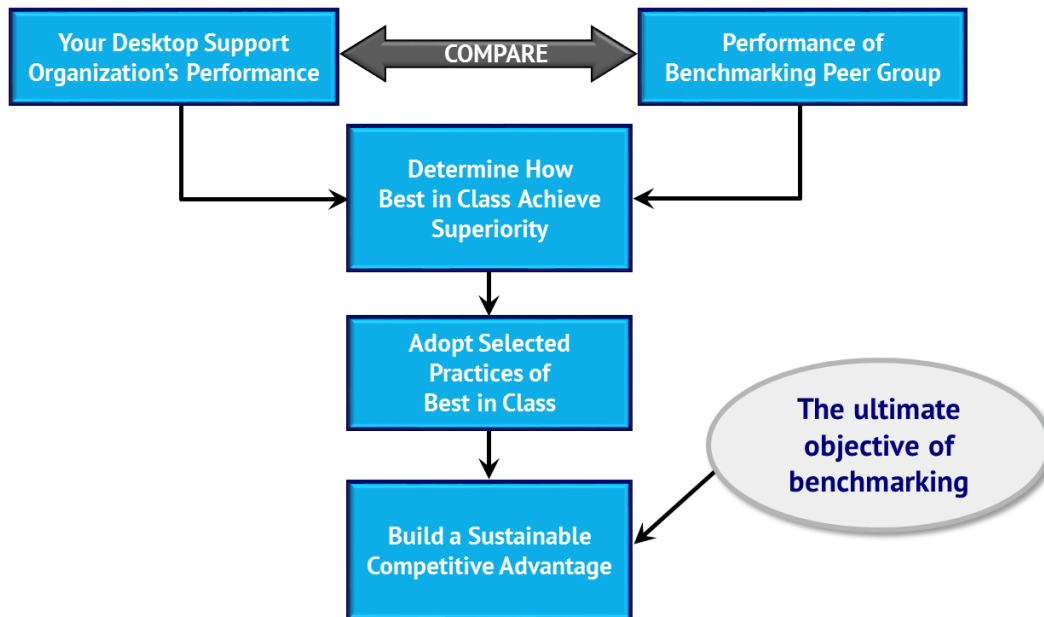 Your Desktop Support
Organization's Performance
COMPARE
Performance of
Benchmarking Peer Group
Determine How
Best in Class Achieve
Superiority
Adopt Selected
Practices of
Best in Class
The ultimate
objective of
benchmarking
Build a Sustainable
Competitive Advantage